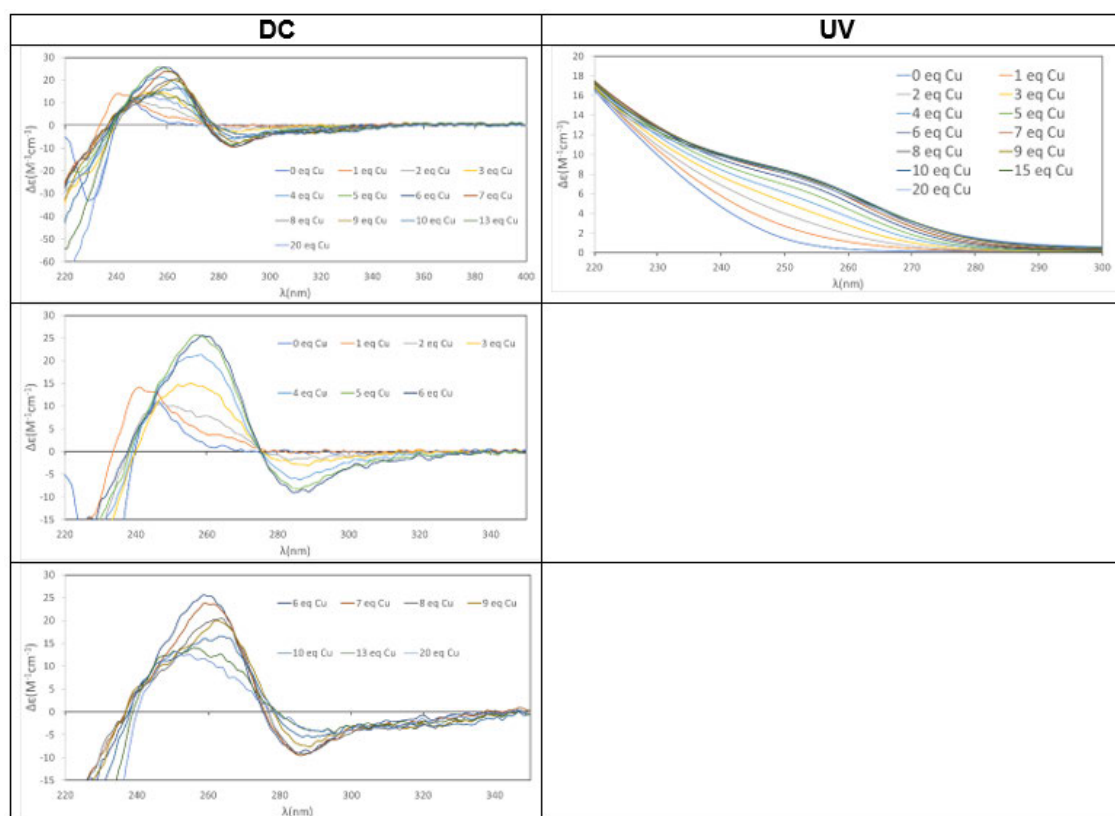 DC
UV
Δε(M⁻¹cm⁻¹)
30
20
10
0
-10
-20
-30
-40
-50
-60
0 eq Cu 1 eq Cu 2 eq Cu 3 eq Cu
4 eq Cu 5 eq Cu 6 eq Cu 7 eq Cu
8 eq Cu 9 eq Cu 10 eq Cu 13 eq Cu
20 eq Cu
220 240 260 280 300 320 340 360 380 400
λ(nm)
Δε(M⁻¹cm⁻¹)
20
18
16
14
12
10
8
6
4
2
0
0 eq Cu 1 eq Cu
2 eq Cu 3 eq Cu
4 eq Cu 5 eq Cu
6 eq Cu 7 eq Cu
8 eq Cu 9 eq Cu
10 eq Cu 15 eq Cu
20 eq Cu
220 230 240 250 260 270 280 290 300
λ(nm)
Δε(M⁻¹cm⁻¹)
30
25
20
15
10
5
0
-5
-10
-15
0 eq Cu 1 eq Cu 2 eq Cu 3 eq Cu
4 eq Cu 5 eq Cu 6 eq Cu
220 240 260 280 300 320 340
λ(nm)
Δε(M⁻¹cm⁻¹)
30
25
20
15
10
5
0
-5
-10
-15
6 eq Cu 7 eq Cu 8 eq Cu 9 eq Cu
10 eq Cu 13 eq Cu 20 eq Cu
220 240 260 280 300 320 340
λ(nm)